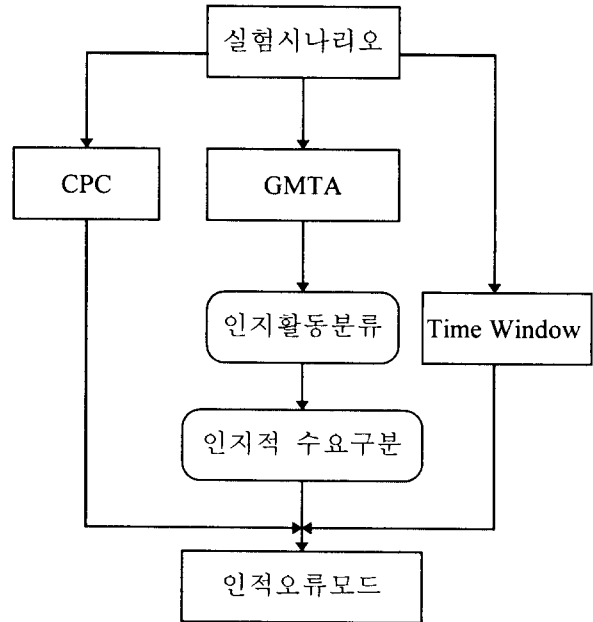 실험시나리오
CPC
GMTA
인지활동분류
Time Window
인지적 수요구분
인적오류모드